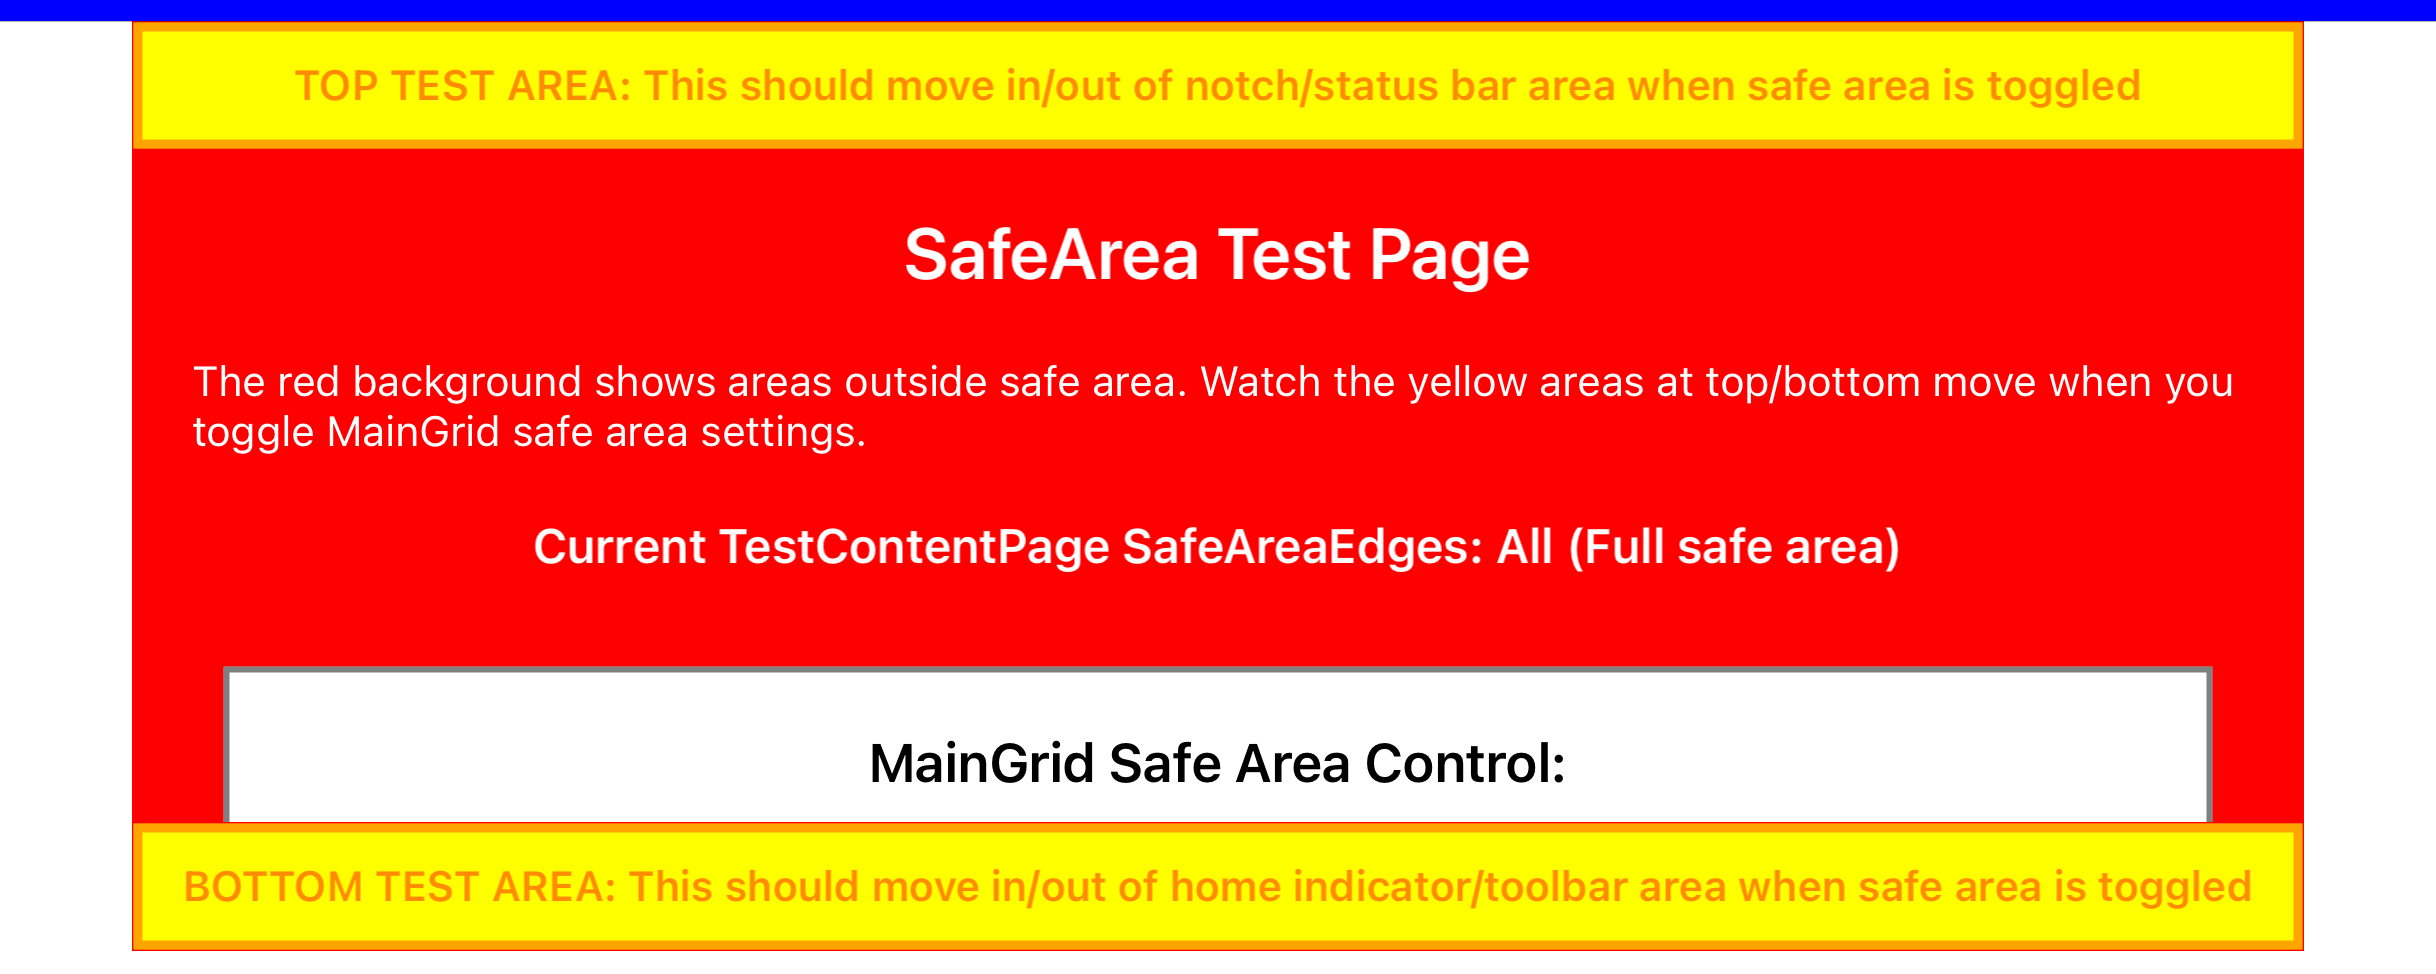 TOP TEST AREA: This should move in/out of notch/status bar area when safe area is toggled
SafeArea Test Page
The red background shows areas outside safe area. Watch the yellow areas at top/bottom move when you
toggle MainGrid safe area settings.
Current TestContentPage SafeAreaEdges: All (Full safe area)
MainGrid Safe Area Control:
BOTTOM TEST AREA: This should move in/out of home indicator/toolbar area when safe area is toggled